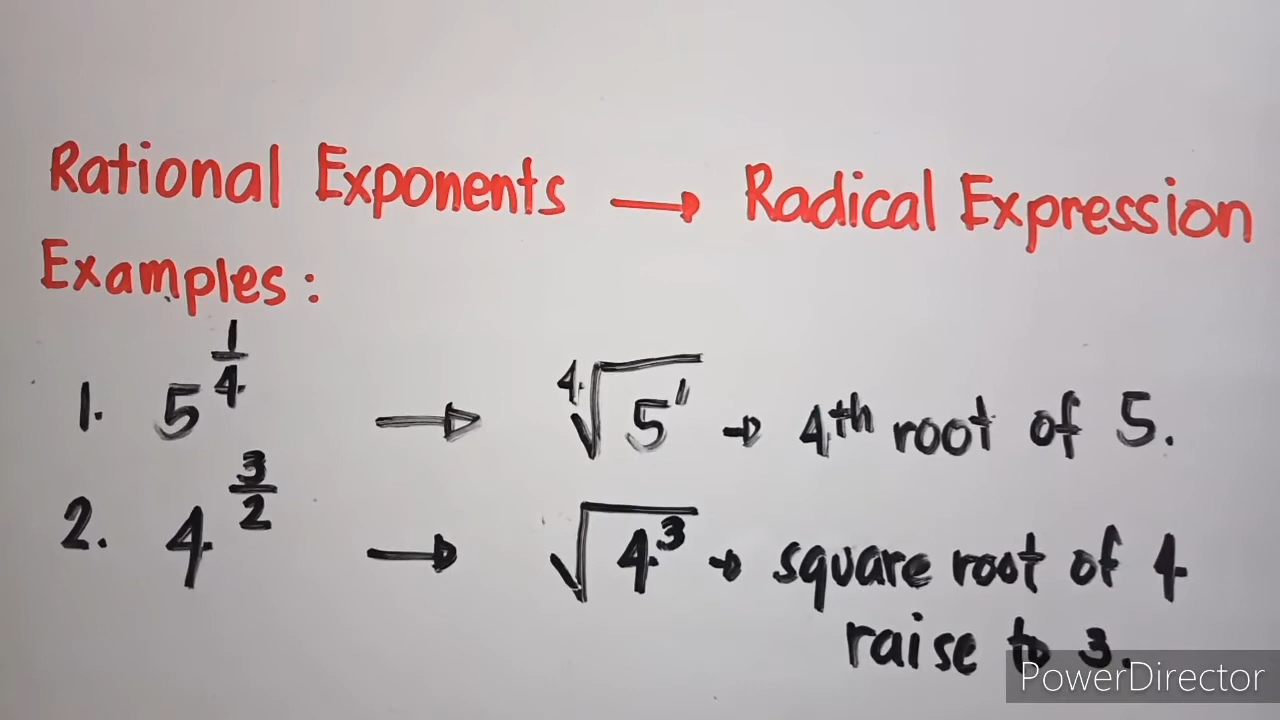 Rational Exponents → Radical Expression
Examples:
1. 5^(1/4) → ⁴√5¹ → 4th root of 5.
2. 4^(3/2) → √4³ → square root of 4
raise to 3.
PowerDirector